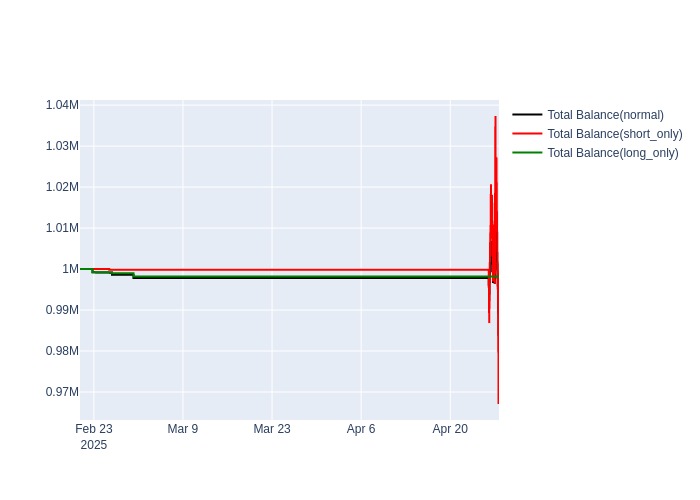 1.04M
1.03M
1.02M
1.01M
1M
0.99M
0.98M
0.97M
Feb 23
2025
Mar 9
Mar 23
Apr 6
Apr 20
Total Balance(normal)
Total Balance(short_only)
Total Balance(long_only)